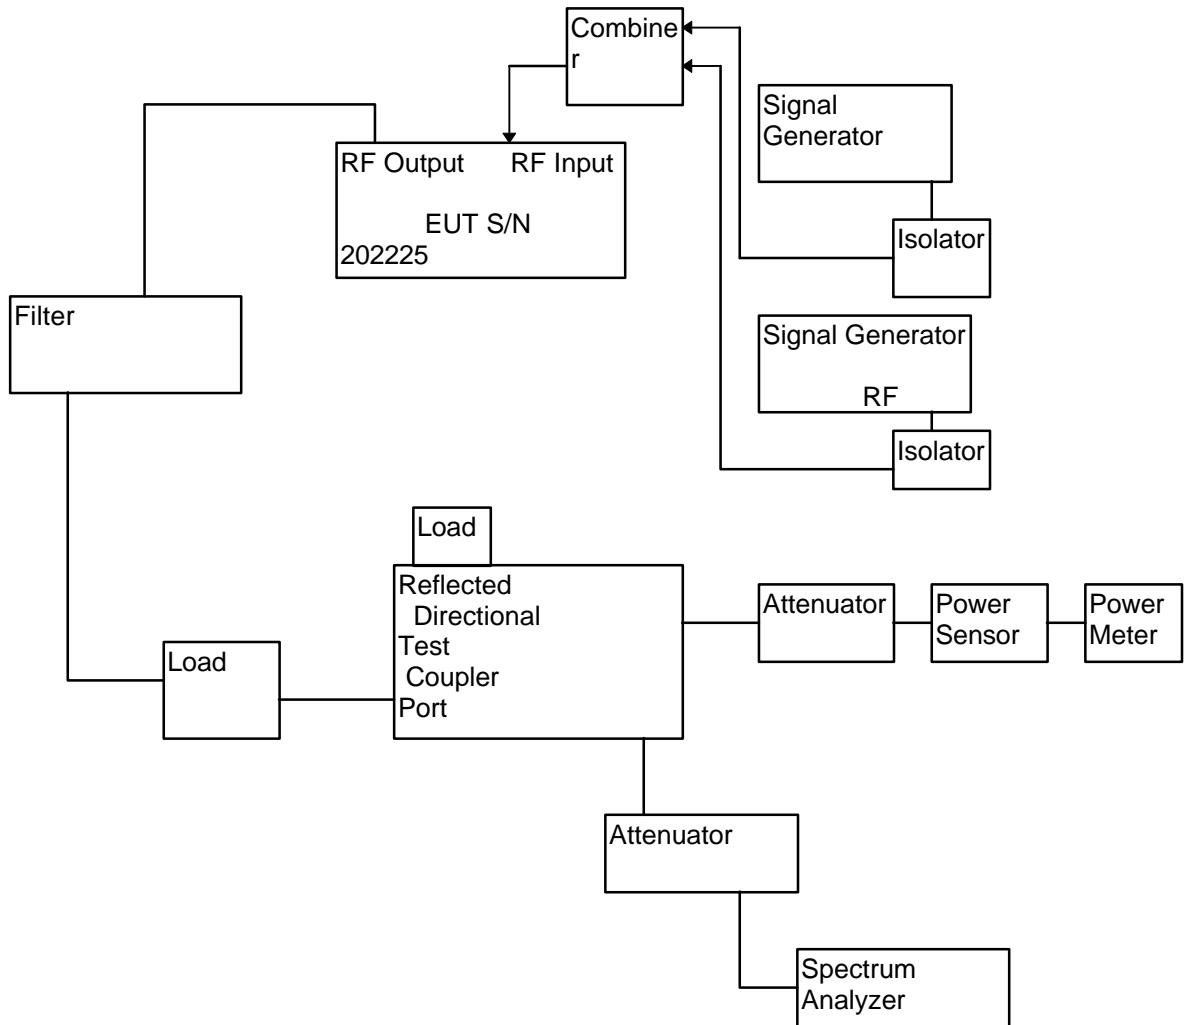 Combine
r
Signal
Generator
RF Output RF Input
EUT S/N
202225
Isolator
Filter
Signal Generator
RF
Isolator
Load
Reflected
Directional
Test
Coupler
Port
Attenuator
Power
Sensor
Power
Meter
Load
Attenuator
Spectrum
Analyzer